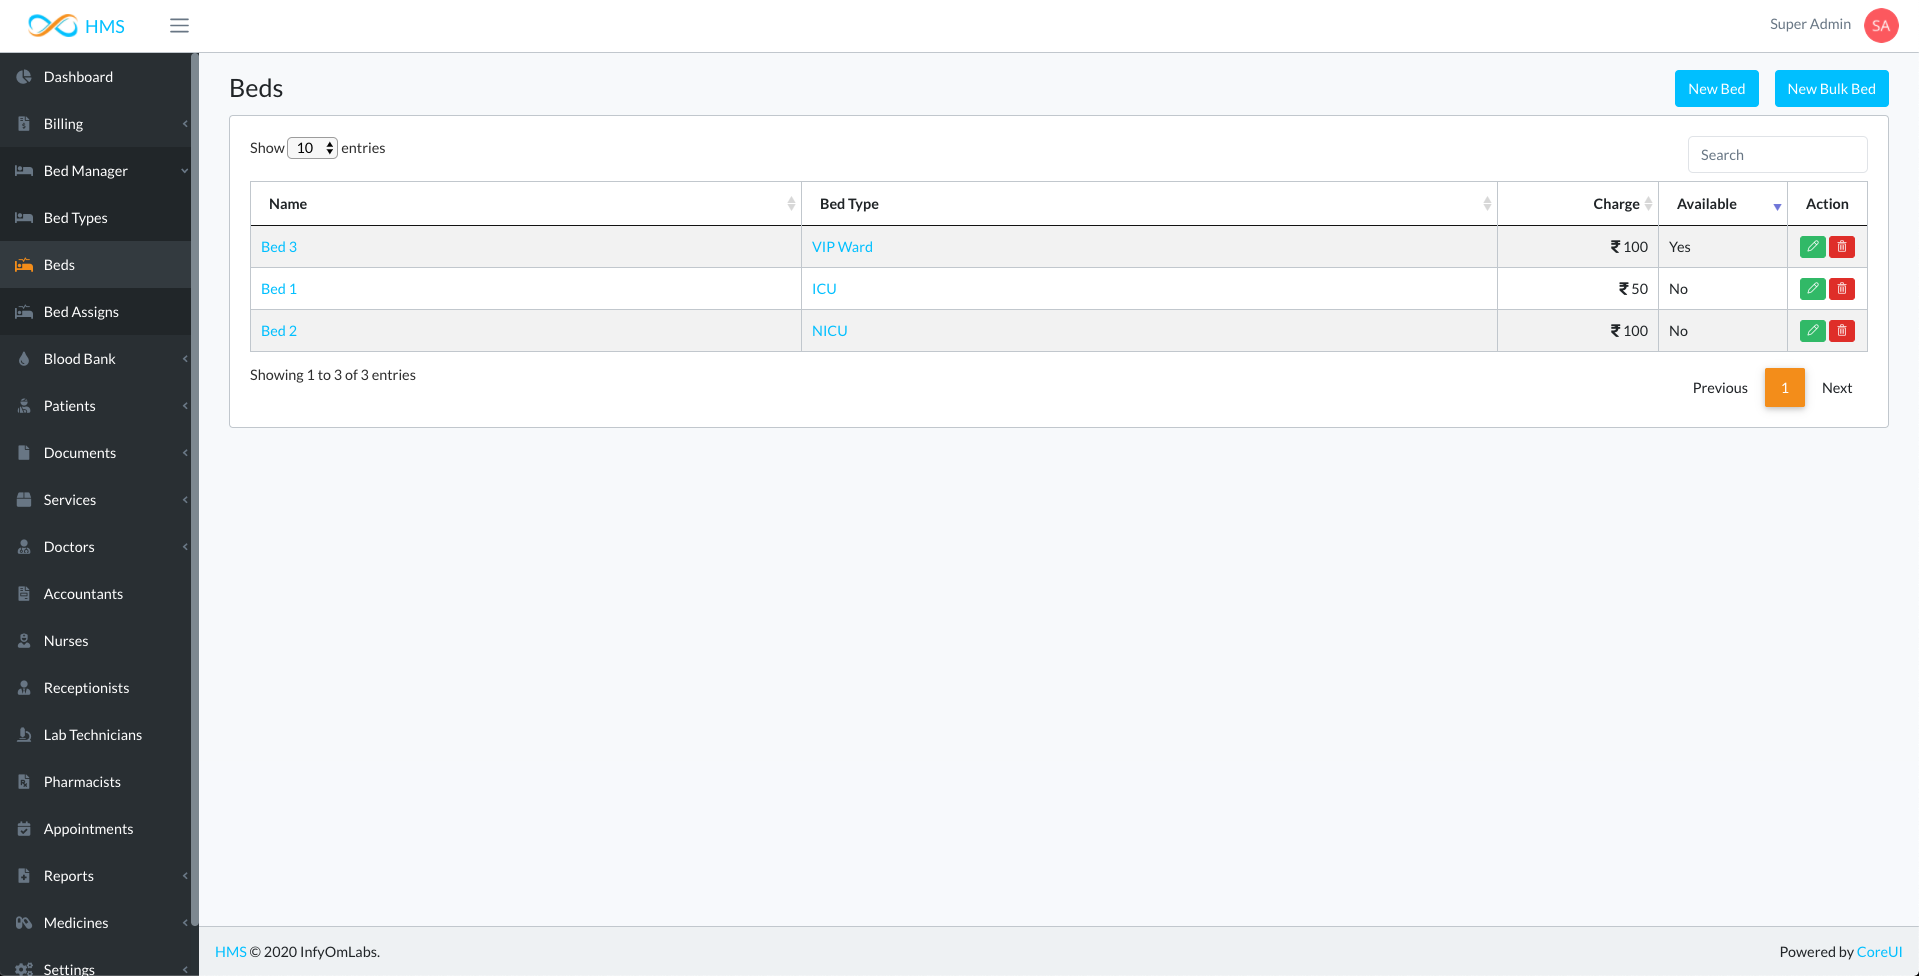 HMS
Super Admin
SA
Dashboard
Billing
Bed Manager
Bed Types
Beds
Bed Assigns
Blood Bank
Patients
Documents
Services
Doctors
Accountants
Nurses
Receptionists
Lab Technicians
Pharmacists
Appointments
Reports
Medicines
Settings
Beds
New Bed
New Bulk Bed
Show 10 entries
Search
Name Bed Type Charge Available Action
Bed 3 VIP Ward ₹ 100 Yes
Bed 1 ICU ₹ 50 No
Bed 2 NICU ₹ 100 No
Showing 1 to 3 of 3 entries
Previous 1 Next
HMS © 2020 InfyOmLabs.
Powered by CoreUI